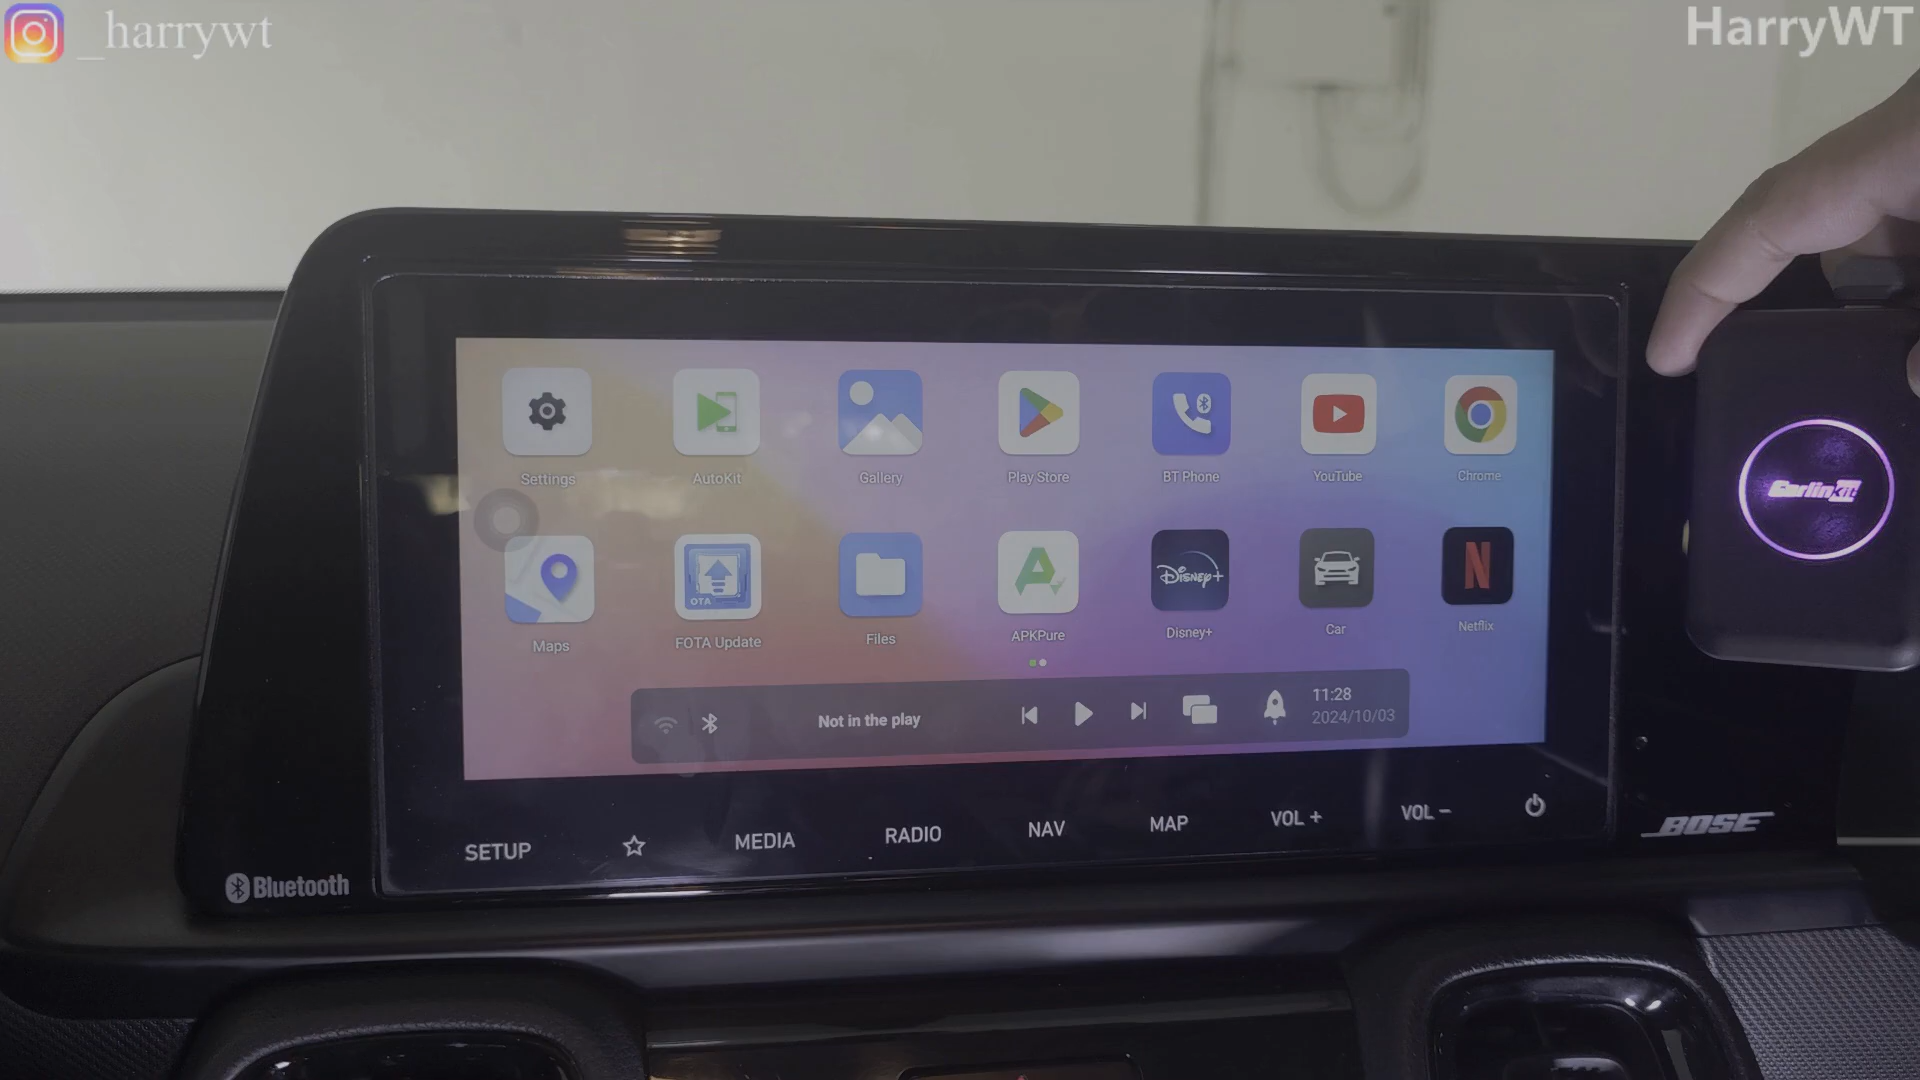 _harrywt
HarryWT
Settings
AutoKit
Gallery
Play Store
BT Phone
YouTube
Chrome
CarlinKit
Maps
OTA
FOTA Update
Files
APKPure
Disney+
Disney+
Car
N
Netflix
Not in the play
11:28
2024/10/03
SETUP
MEDIA
RADIO
NAV
MAP
VOL +
VOL −
BOSE
Bluetooth